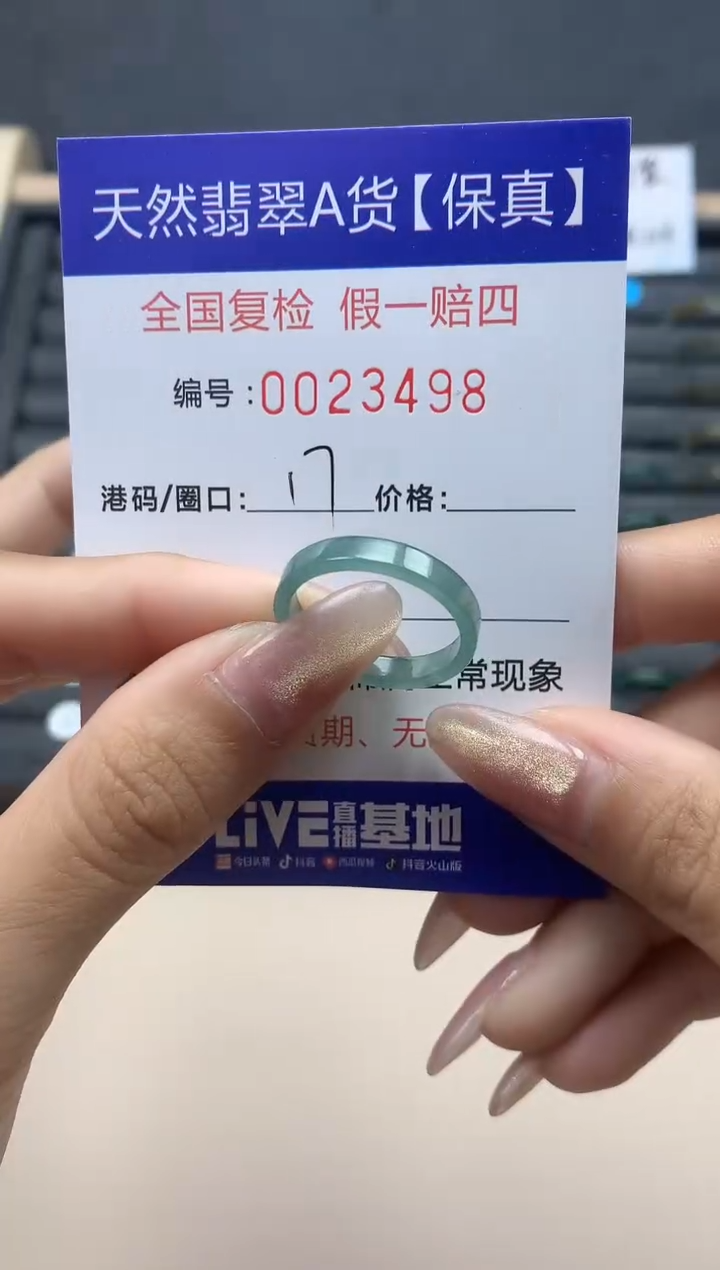 天然翡翠A货【保真】
全国复检 假一赔四
编号:0023498
港码/圈口:17 价格:
常现象
期、无
LiVE直播基地
今日头条 抖音 西瓜视频 抖音火山版